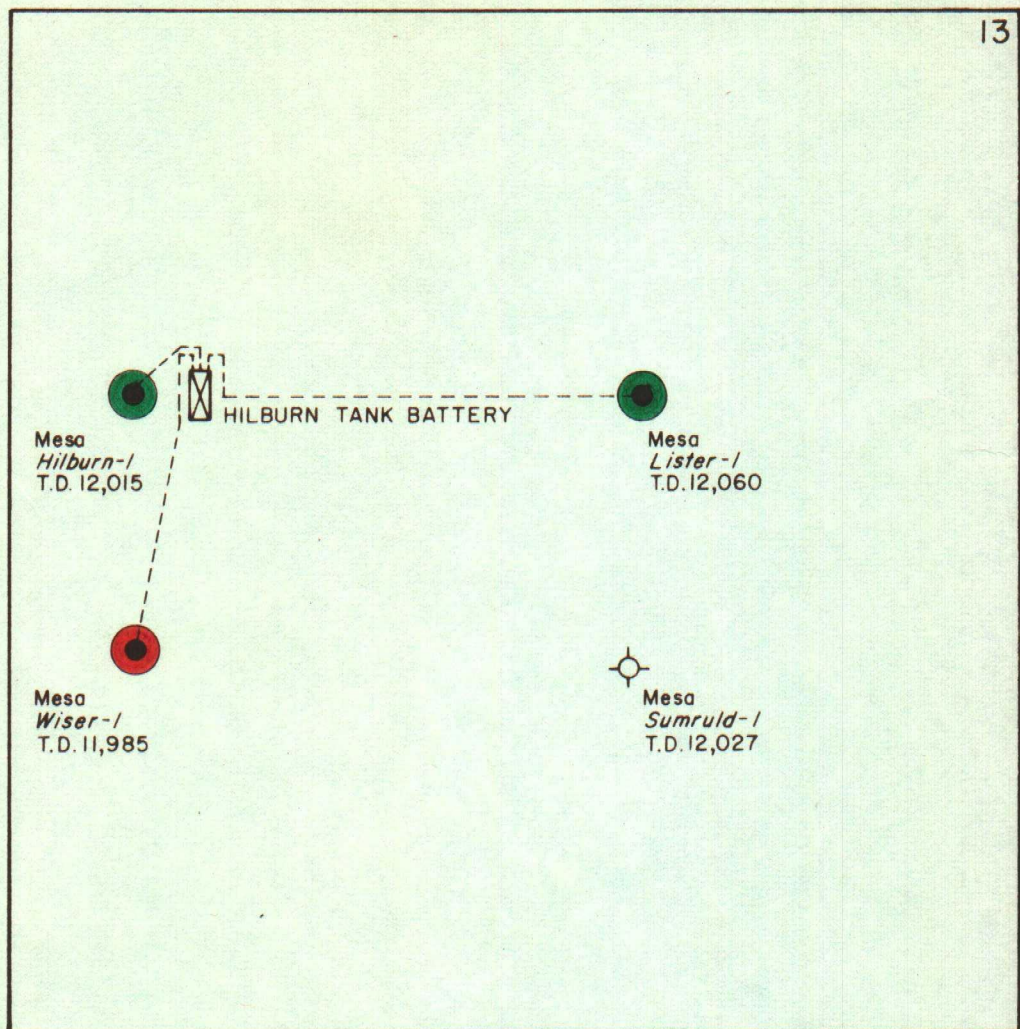 13
HILBURN TANK BATTERY
Mesa
Hilburn-1
T.D. 12,015
Mesa
Lister-1
T.D. 12,060
Mesa
Wiser-1
T.D. 11,985
Mesa
Sumruld-1
T.D. 12,027